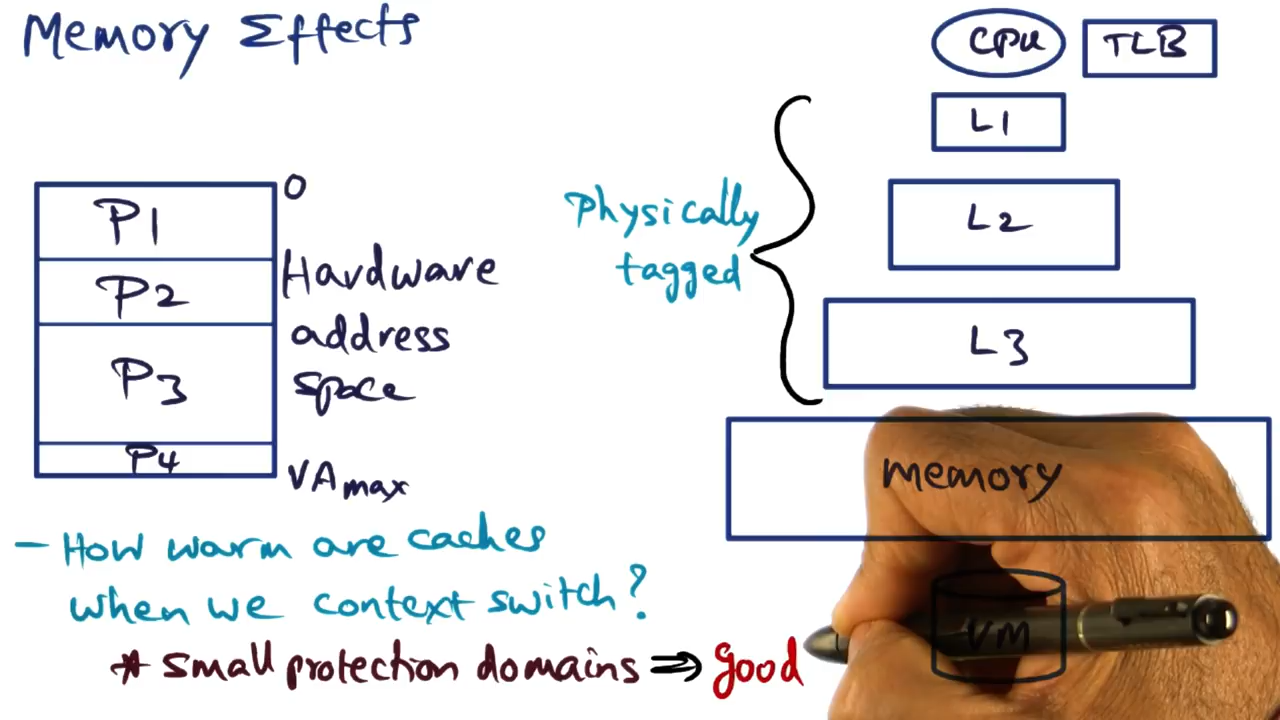 Memory Effects
CPU
TLB
L1
L2
L3
memory
VM
Physically
tagged
0
P1
P2
P3
P4
Hardware
address
space
VAmax
- How warm are caches
when we context switch?
* small protection domains ⇒ good